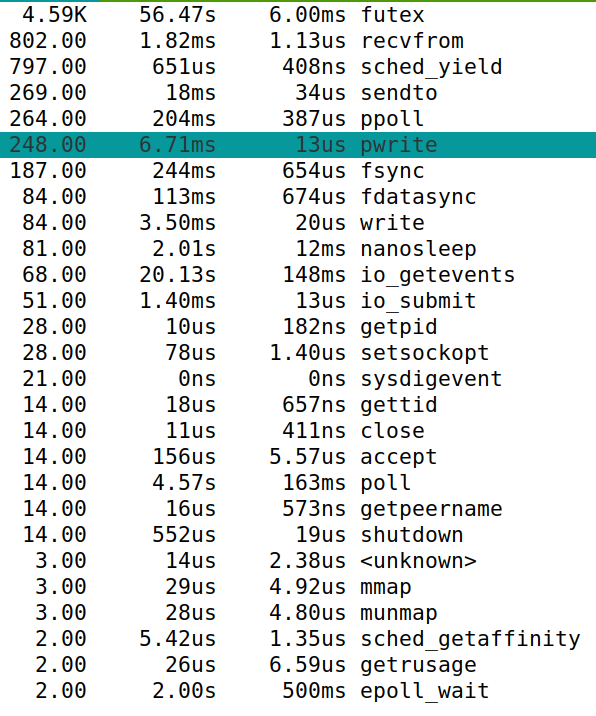 4.59K 56.47s 6.00ms futex
802.00 1.82ms 1.13us recvfrom
797.00 651us 408ns sched_yield
269.00 18ms 34us sendto
264.00 204ms 387us ppoll
248.00 6.71ms 13us pwrite
187.00 244ms 654us fsync
84.00 113ms 674us fdatasync
84.00 3.50ms 20us write
81.00 2.01s 12ms nanosleep
68.00 20.13s 148ms io_getevents
51.00 1.40ms 13us io_submit
28.00 10us 182ns getpid
28.00 78us 1.40us setsockopt
21.00 0ns 0ns sysdigevent
14.00 18us 657ns gettid
14.00 11us 411ns close
14.00 156us 5.57us accept
14.00 4.57s 163ms poll
14.00 16us 573ns getpeername
14.00 552us 19us shutdown
3.00 14us 2.38us <unknown>
3.00 29us 4.92us mmap
3.00 28us 4.80us munmap
2.00 5.42us 1.35us sched_getaffinity
2.00 26us 6.59us getrusage
2.00 2.00s 500ms epoll_wait